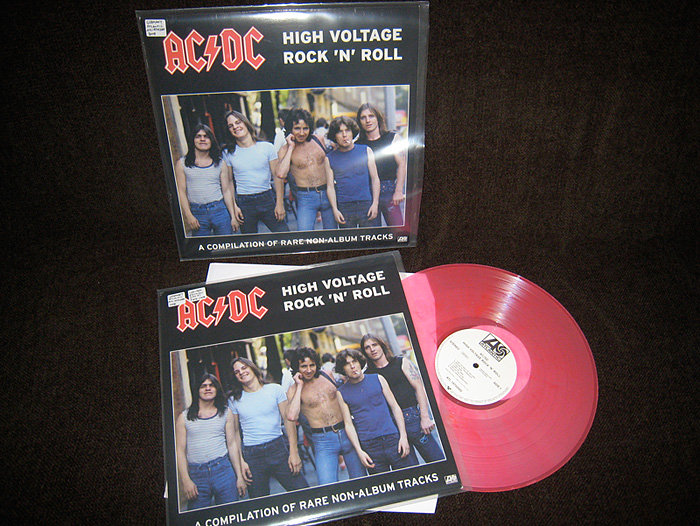 AC⚡DC
HIGH VOLTAGE
ROCK 'N' ROLL
A COMPILATION OF RARE NON-ALBUM TRACKS
AC⚡DC
HIGH VOLTAGE
ROCK 'N' ROLL
A COMPILATION OF RARE NON-ALBUM TRACKS